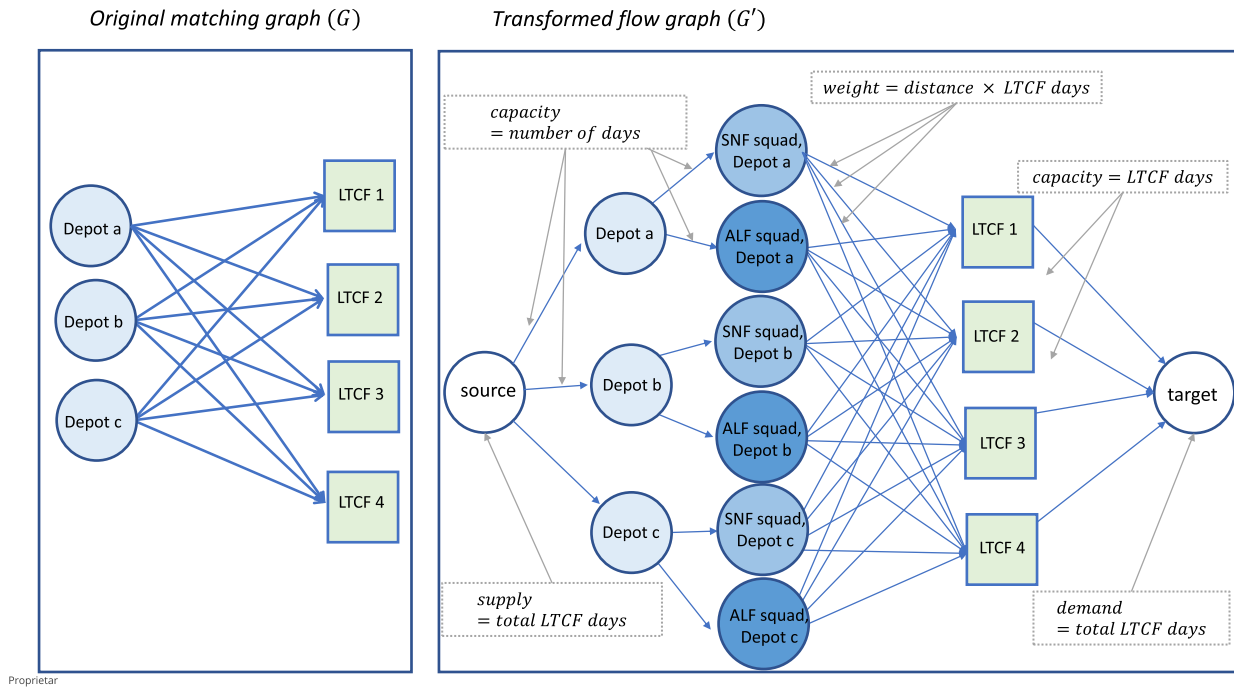 Original matching graph (G)
Depot a
Depot b
Depot c
LTCF 1
LTCF 2
LTCF 3
LTCF 4
Transformed flow graph (G′)
capacity
= number of days
weight = distance × LTCF days
capacity = LTCF days
source
Depot a
Depot b
Depot c
SNF squad,
Depot a
ALF squad,
Depot a
SNF squad,
Depot b
ALF squad,
Depot b
SNF squad,
Depot c
ALF squad,
Depot c
LTCF 1
LTCF 2
LTCF 3
LTCF 4
target
supply
= total LTCF days
demand
= total LTCF days
Proprietar